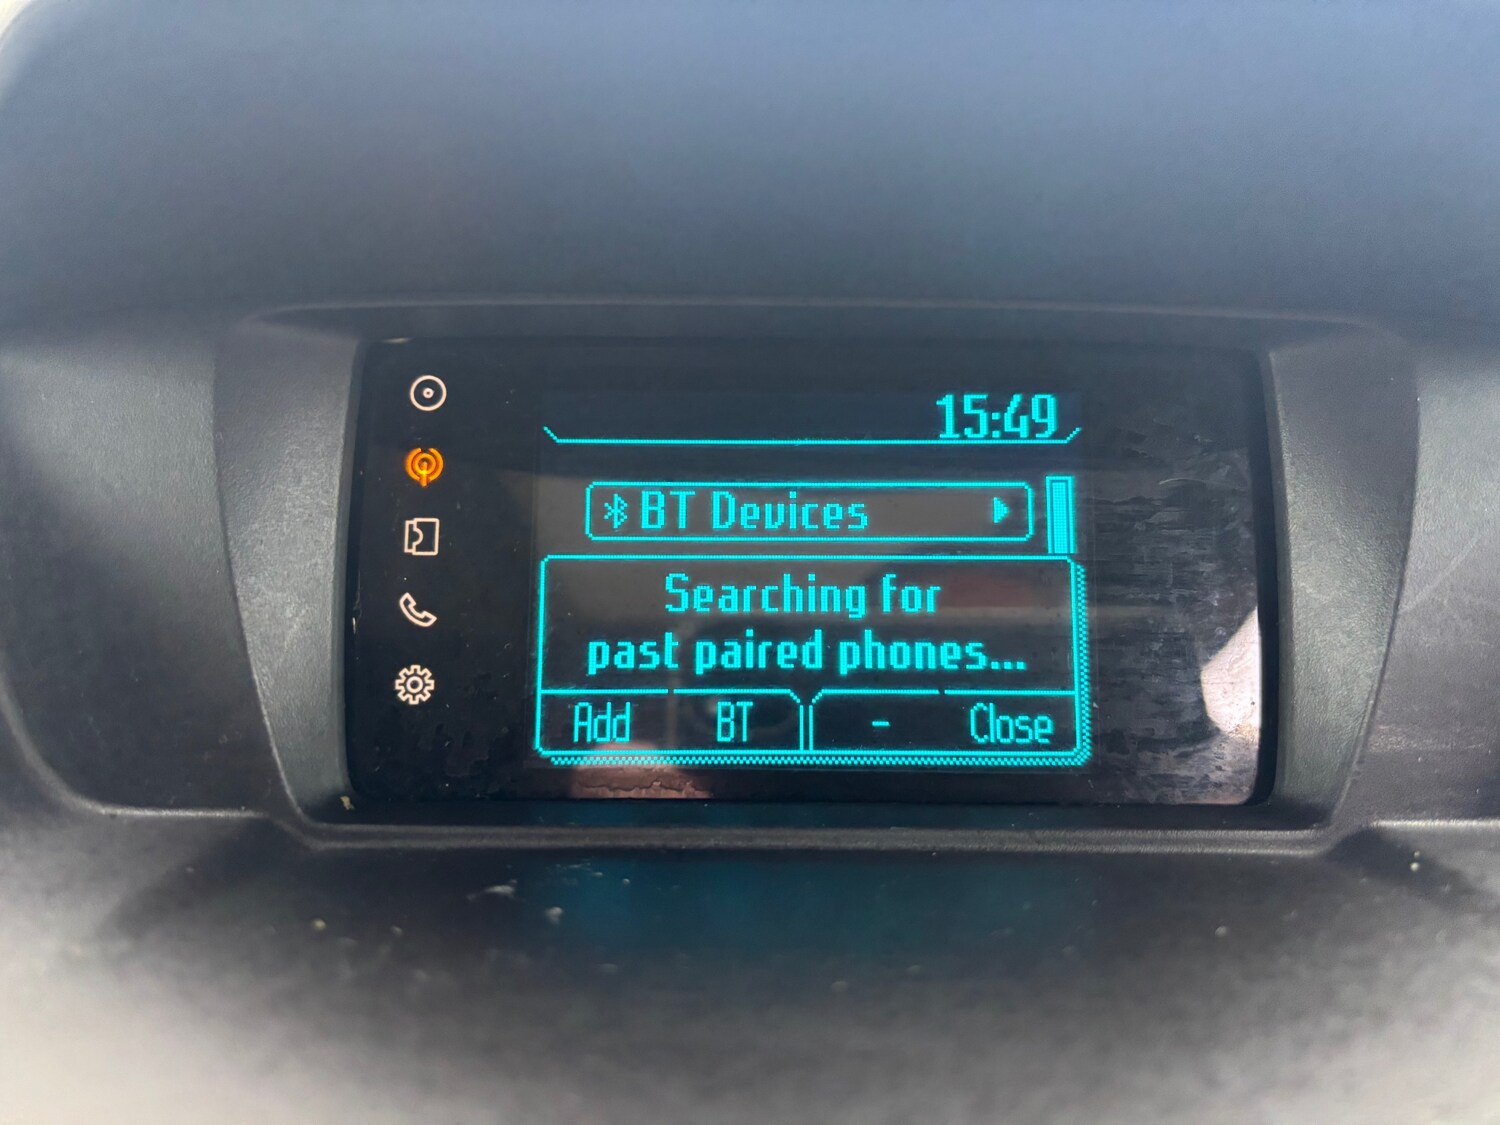 15:49
BT Devices
Searching for
past paired phones...
Add BT - Close